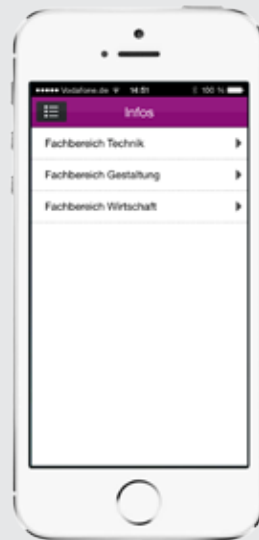 Vodafone.de 14:51 100 %
Infos
Fachbereich Technik
Fachbereich Gestaltung
Fachbereich Wirtschaft